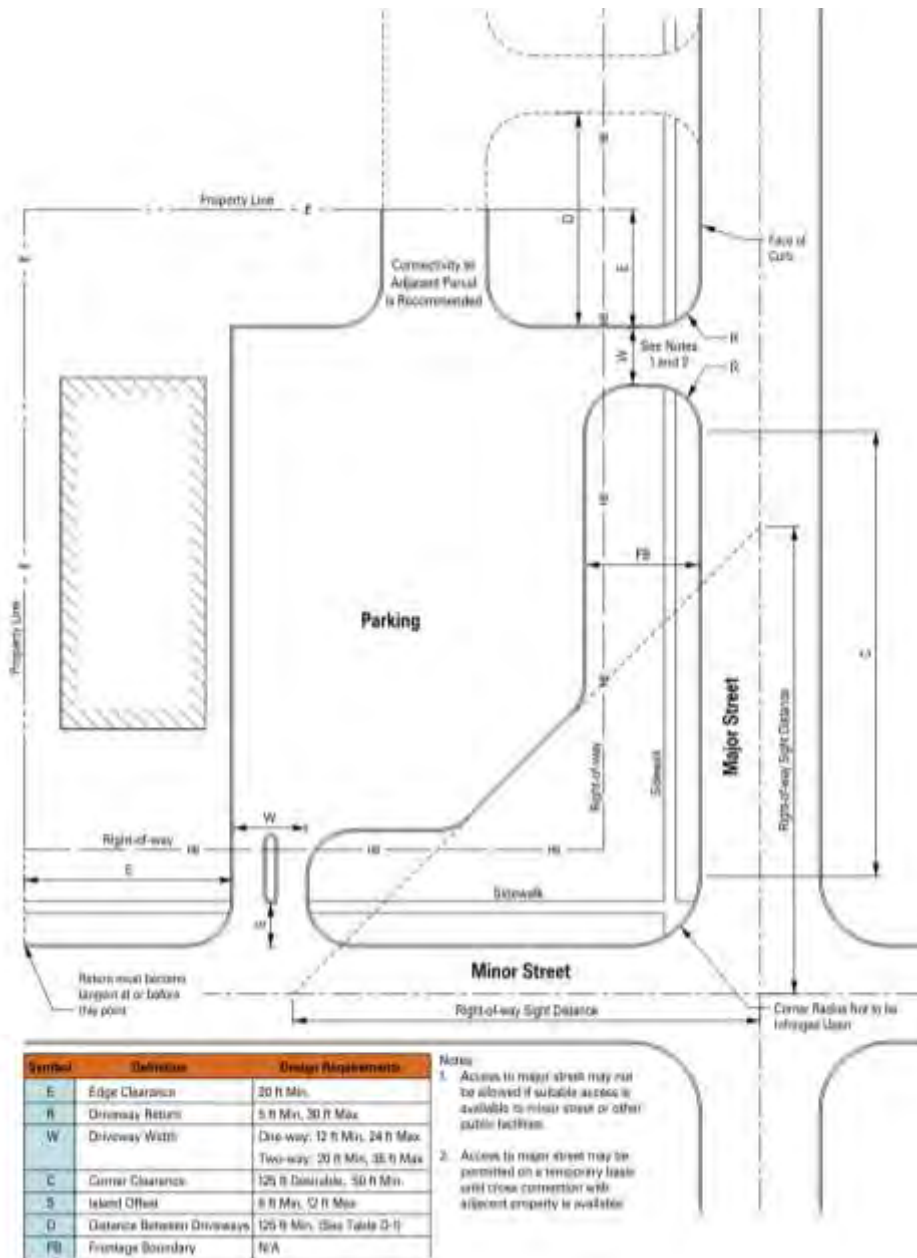 Property Line
E
Connectivity to
Adjacent Parcel
is Recommended
D
E
Face of
Curb
See Notes
1 and 2
R
W
R
FB
Parking
Property Line
Right-of-way
Sidewalk
Major Street
Right-of-way Sight Distance
C
W
Right-of-way
E
Sidewalk
S
Return must become
tangent at or before
this point
Minor Street
Right-of-way Sight Distance
Corner Radius Not to be
Infringed Upon
Symbol Definition Design Requirements
E Edge Clearance 20 ft Min.
R Driveway Return 5 ft Min, 30 ft Max
W Driveway Width One-way: 12 ft Min, 24 ft Max
Two-way: 20 ft Min, 35 ft Max
C Corner Clearance 125 ft Desirable, 50 ft Min.
S Island Offset ft Min, 12 ft Max
D Distance Between Driveways 125 ft Min. (See Table D-1)
FB Frontage Boundary N/A
Notes
1. Access to major street may not
be allowed if suitable access is
available to minor street or other
public facilities.
2. Access to major street may be
permitted on a temporary basis
until cross connection with
adjacent property is available